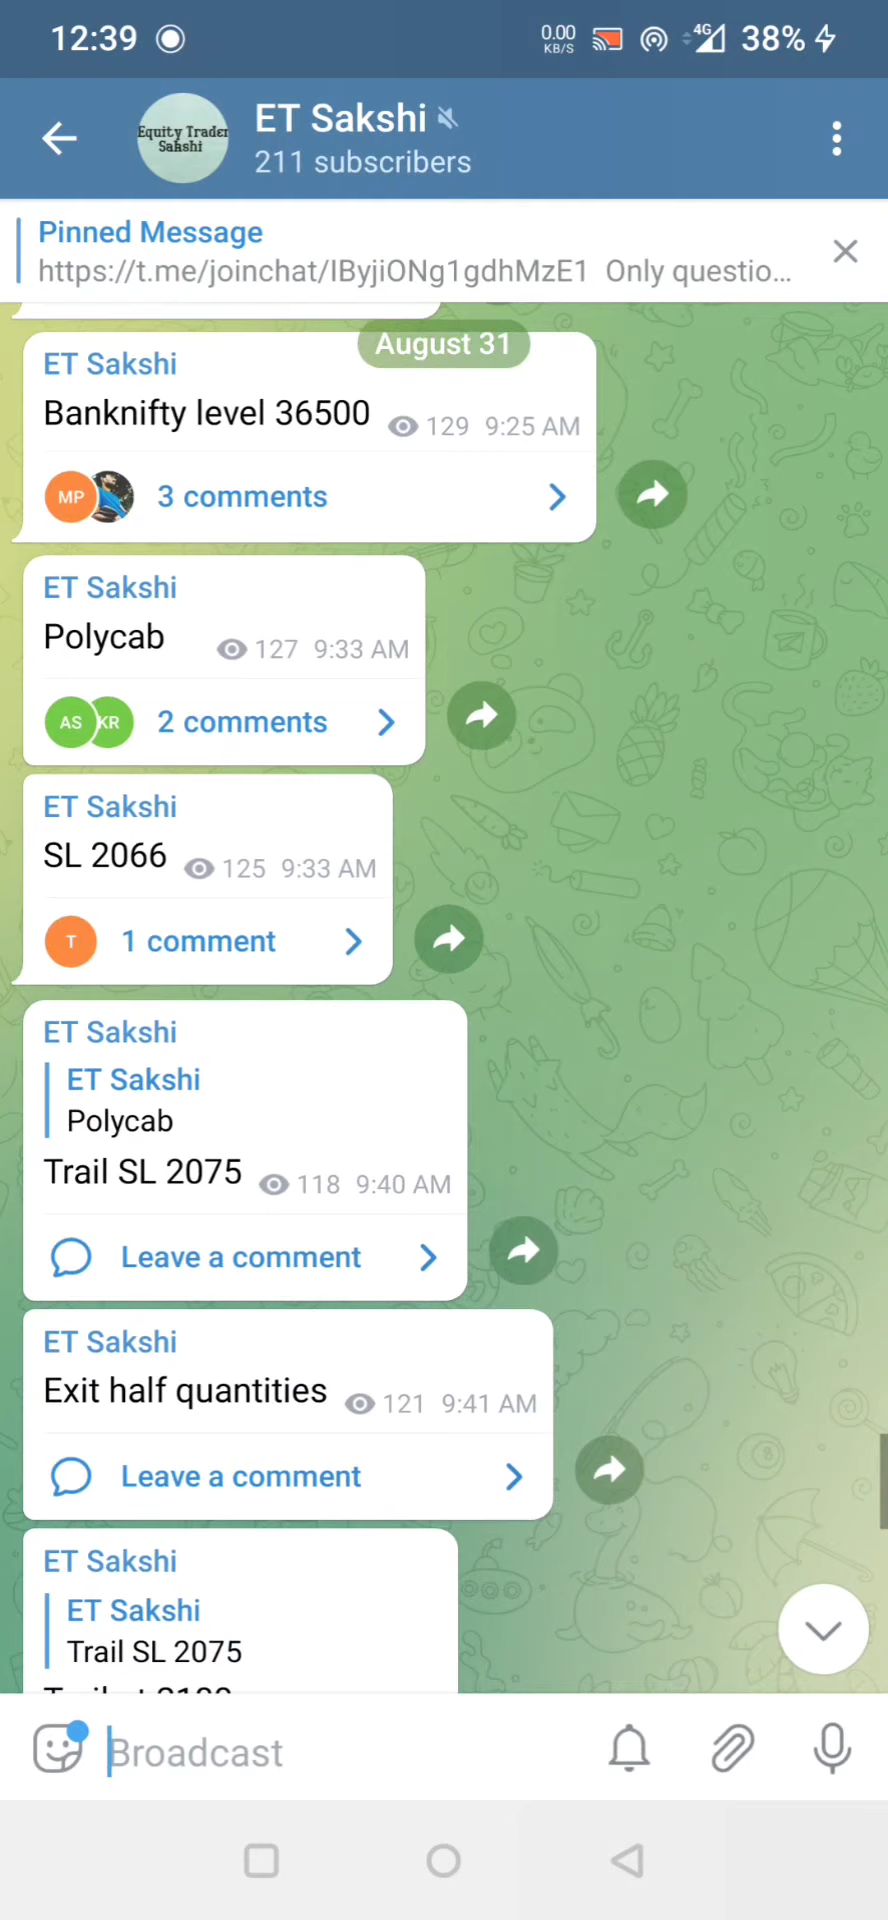 12:39
0.00 KB/S 4G 38%
Equity Trader
Sakshi
ET Sakshi
211 subscribers
Pinned Message
https://t.me/joinchat/IByjiONg1gdhMzE1 Only questio...
August 31
ET Sakshi
Banknifty level 36500 129 9:25 AM
MP 3 comments
ET Sakshi
Polycab 127 9:33 AM
AS KR 2 comments
ET Sakshi
SL 2066 125 9:33 AM
T 1 comment
ET Sakshi
ET Sakshi
Polycab
Trail SL 2075 118 9:40 AM
Leave a comment
ET Sakshi
Exit half quantities 121 9:41 AM
Leave a comment
ET Sakshi
ET Sakshi
Trail SL 2075
Broadcast